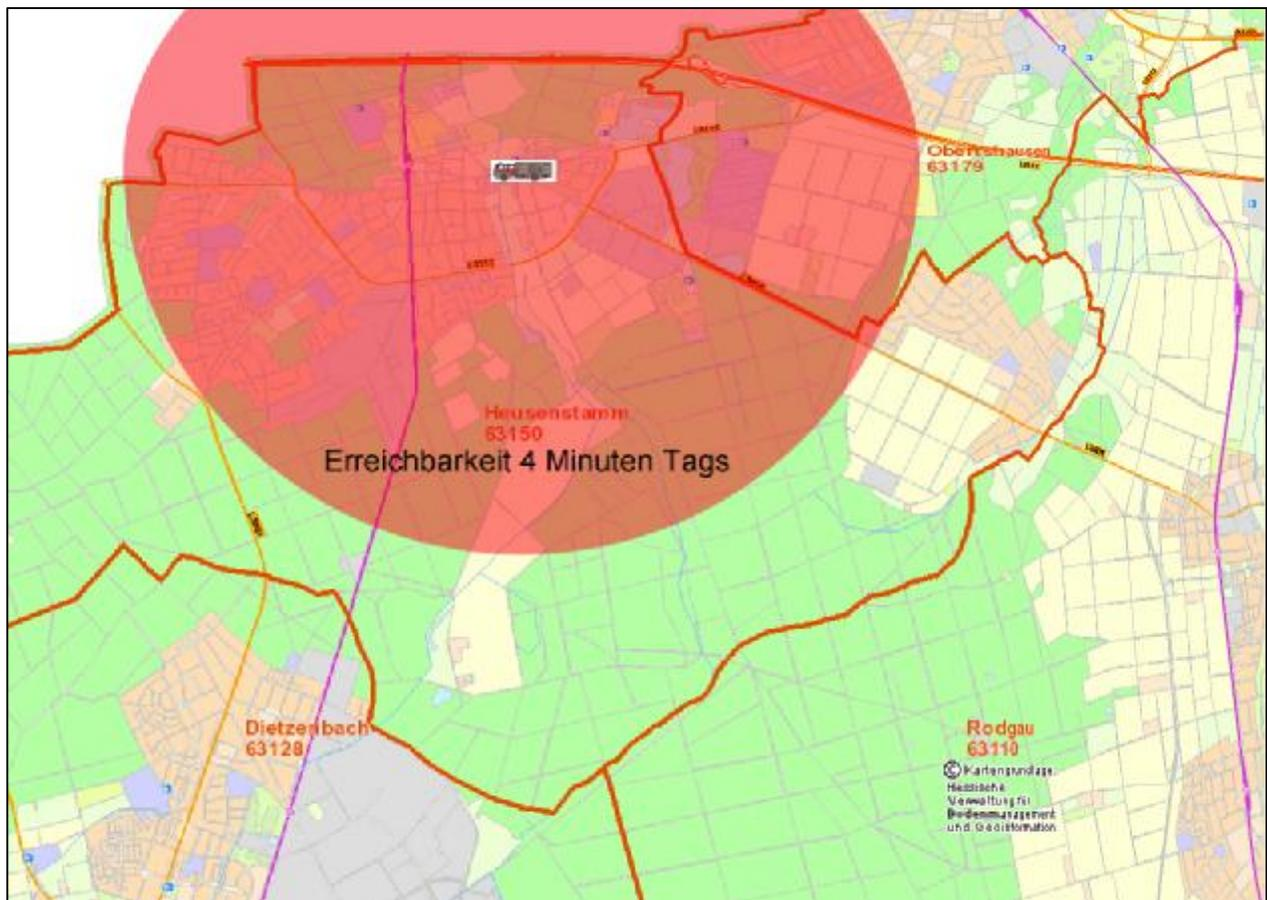 Obertshausen
63179
Heusenstamm
63150
Erreichbarkeit 4 Minuten Tags
Dietzenbach
63128
Rodgau
63110
© Kartengrundlage:
Hessische
Verwaltung für
Bodenmanagement
und Geoinformation